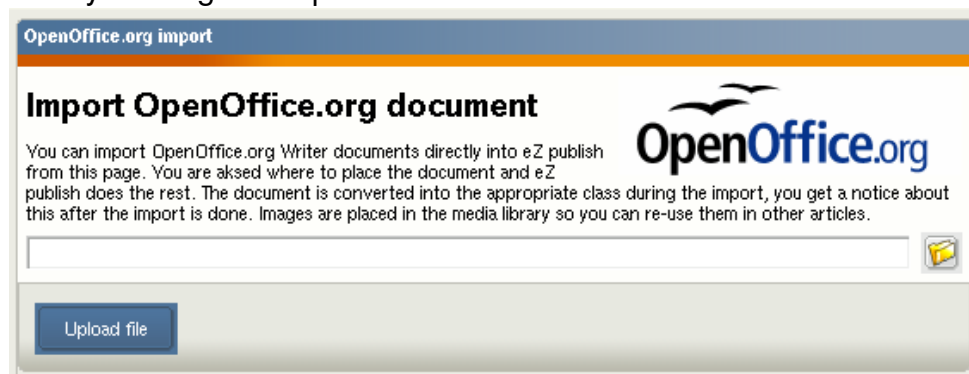 OpenOffice.org import
Import OpenOffice.org document
OpenOffice.org
You can import OpenOffice.org Writer documents directly into eZ publish
from this page. You are aksed where to place the document and eZ
publish does the rest. The document is converted into the appropriate class during the import, you get a notice about
this after the import is done. Images are placed in the media library so you can re-use them in other articles.
Upload file